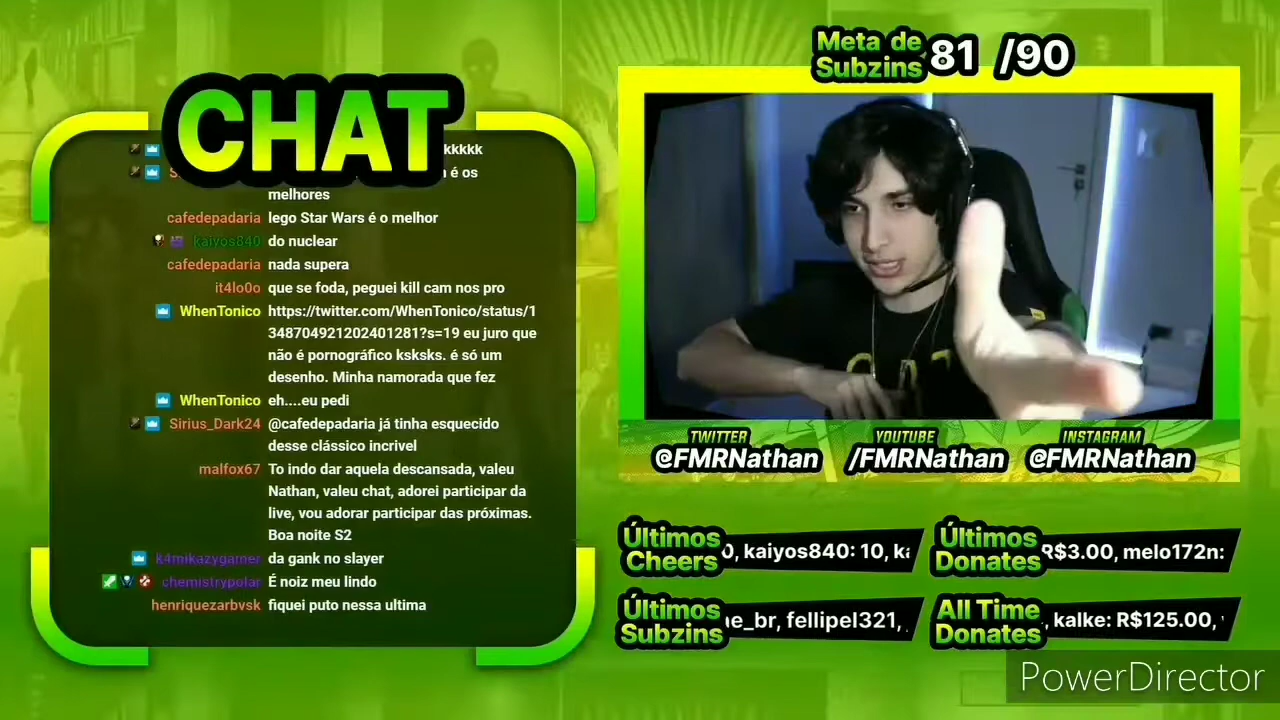 Meta de
Subzins
81 /90
CHAT
kkkkk
é os
melhores
cafedepadaria lego Star Wars é o melhor
kaiyos840 do nuclear
cafedepadaria nada supera
it4lo0o que se foda, peguei kill cam nos pro
WhenTonico https://twitter.com/WhenTonico/status/1
348704921202401281?s=19 eu juro que
não é pornográfico ksksks. é só um
desenho. Minha namorada que fez
WhenTonico eh....eu pedi
Sirius_Dark24 @cafedepadaria já tinha esquecido
desse clássico incrivel
malfox67 To indo dar aquela descansada, valeu
Nathan, valeu chat, adorei participar da
live, vou adorar participar das próximas.
Boa noite S2
k4mikazygamer da gank no slayer
chemistrypolar É noiz meu lindo
henriquezarbvsk fiquei puto nessa ultima
TWITTER
@FMRNathan
YOUTUBE
/FMRNathan
INSTAGRAM
@FMRNathan
Últimos
Cheers
0, kaiyos840: 10, ka
Últimos
Donates
R$3.00, melo172n:
Últimos
Subzins
e_br, fellipel321,
All Time
Donates
, kalke: R$125.00,
PowerDirector